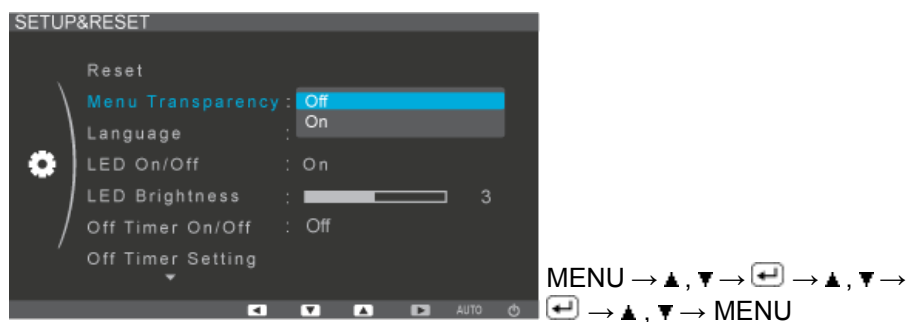 SETUP&RESET
Reset
Menu Transparency : Off
On
Language :
LED On/Off : On
LED Brightness : 3
Off Timer On/Off : Off
Off Timer Setting
AUTO
MENU → ▲ , ▼ → ↵ → ▲ , ▼ →
↵ → ▲ , ▼ → MENU